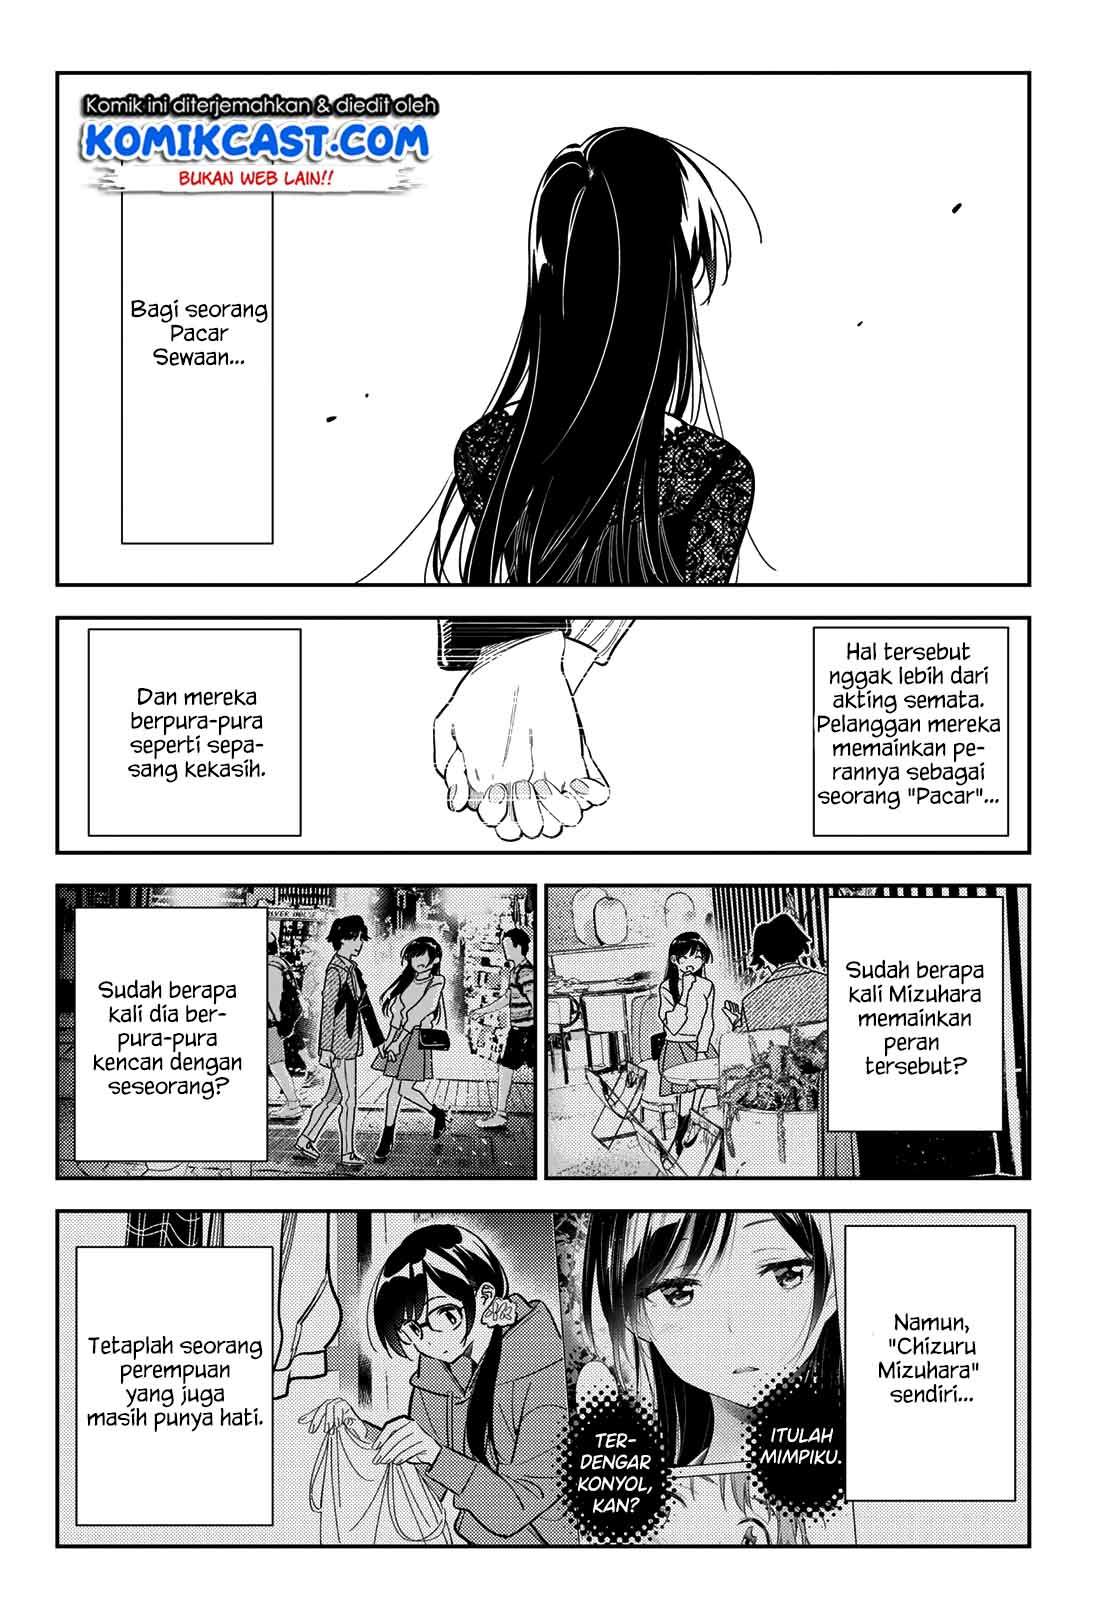 Komik ini diterjemahkan & diedit oleh
KOMIKCAST.COM
BUKAN WEB LAIN!!
Bagi seorang
Pacar
Sewaan...
Hal tersebut
nggak lebih dari
akting semata.
Pelanggan mereka
memainkan pe-
rannya sebagai
seorang "Pacar"...
Dan mereka
berpura-pura
seperti sepa-
sang kekasih.
Sudah berapa
kali Mizuhara
memainkan
peran
tersebut?
Sudah berapa
kali dia ber-
pura-pura
kencan dengan
seseorang?
Namun,
"Chizuru
Mizuhara"
sendiri...
ITULAH
MIMPIKU.
TER-
DENGAR
KONYOL,
KAN?
Tetaplah seorang
perempuan
yang juga
masih punya hati.